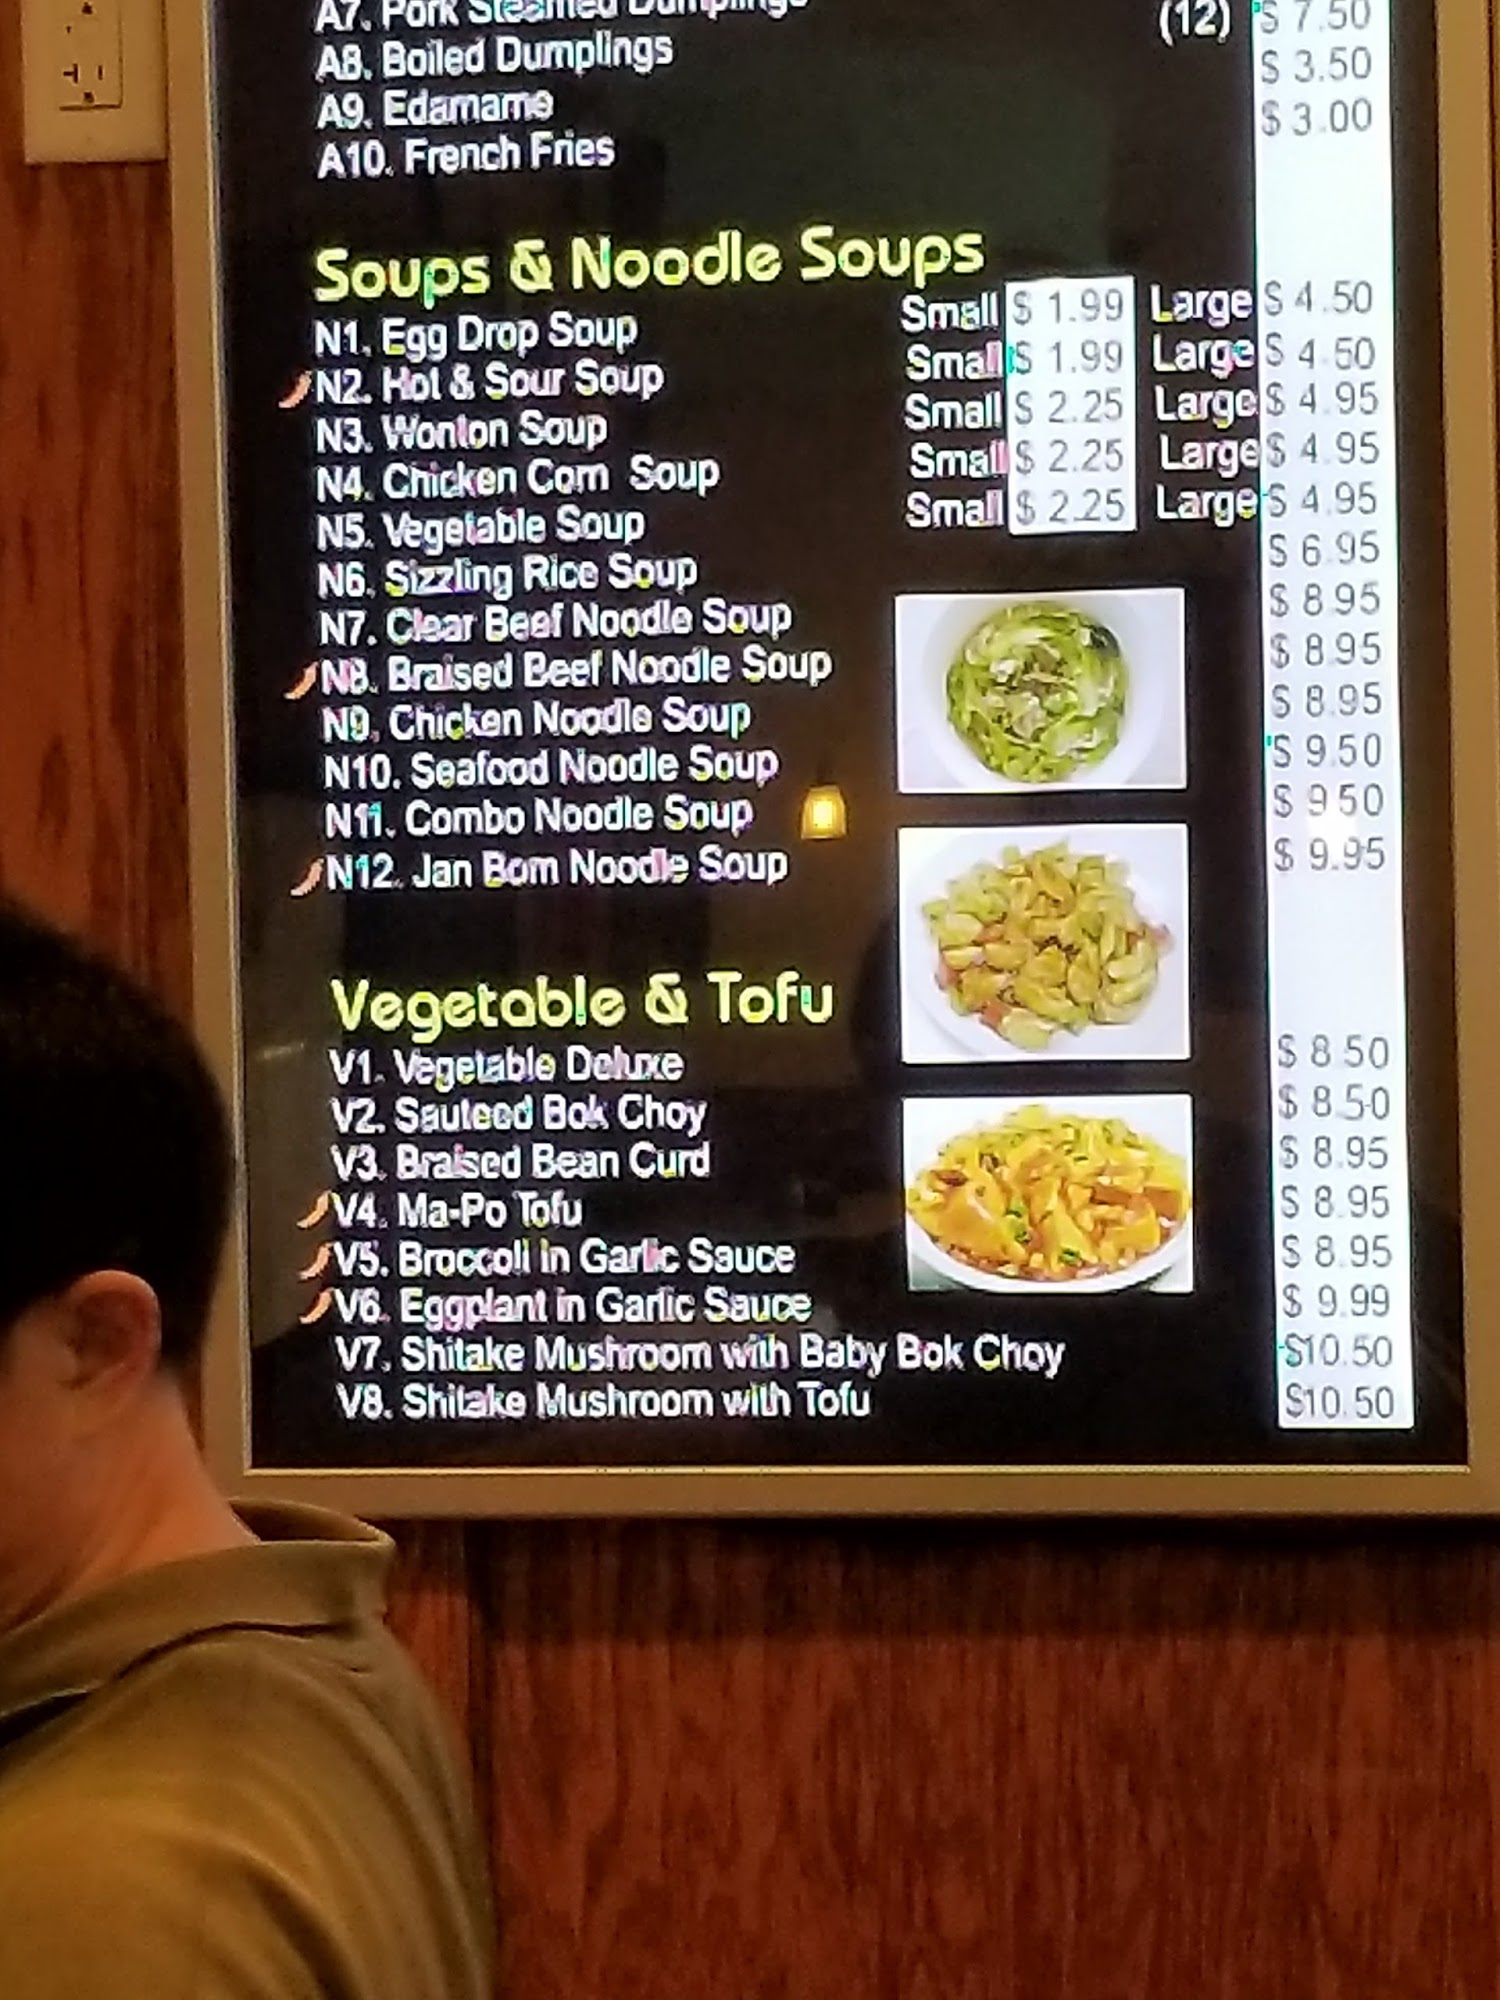 A7. Pork Steamed Dumplings
A8. Boiled Dumplings (12) $ 7.50
A9. Edamame $ 3.50
A10. French Fries $ 3.00
Soups & Noodle Soups
N1. Egg Drop Soup Small $ 1.99 Large $ 4.50
N2. Hot & Sour Soup Small $ 1.99 Large $ 4.50
N3. Wonton Soup Small $ 2.25 Large $ 4.95
N4. Chicken Corn Soup Small $ 2.25 Large $ 4.95
N5. Vegetable Soup Small $ 2.25 Large $ 4.95
N6. Sizzling Rice Soup $ 6.95
N7. Clear Beef Noodle Soup $ 8.95
N8. Braised Beef Noodle Soup $ 8.95
N9. Chicken Noodle Soup $ 8.95
N10. Seafood Noodle Soup $ 9.50
N11. Combo Noodle Soup $ 9.50
N12. Jan Bom Noodle Soup $ 9.95
Vegetable & Tofu
V1. Vegetable Deluxe $ 8.50
V2. Sauteed Bok Choy $ 8.50
V3. Braised Bean Curd $ 8.95
V4. Ma-Po Tofu $ 8.95
V5. Broccoli in Garlic Sauce $ 8.95
V6. Eggplant in Garlic Sauce $ 9.99
V7. Shitake Mushroom with Baby Bok Choy $10.50
V8. Shitake Mushroom with Tofu $10.50